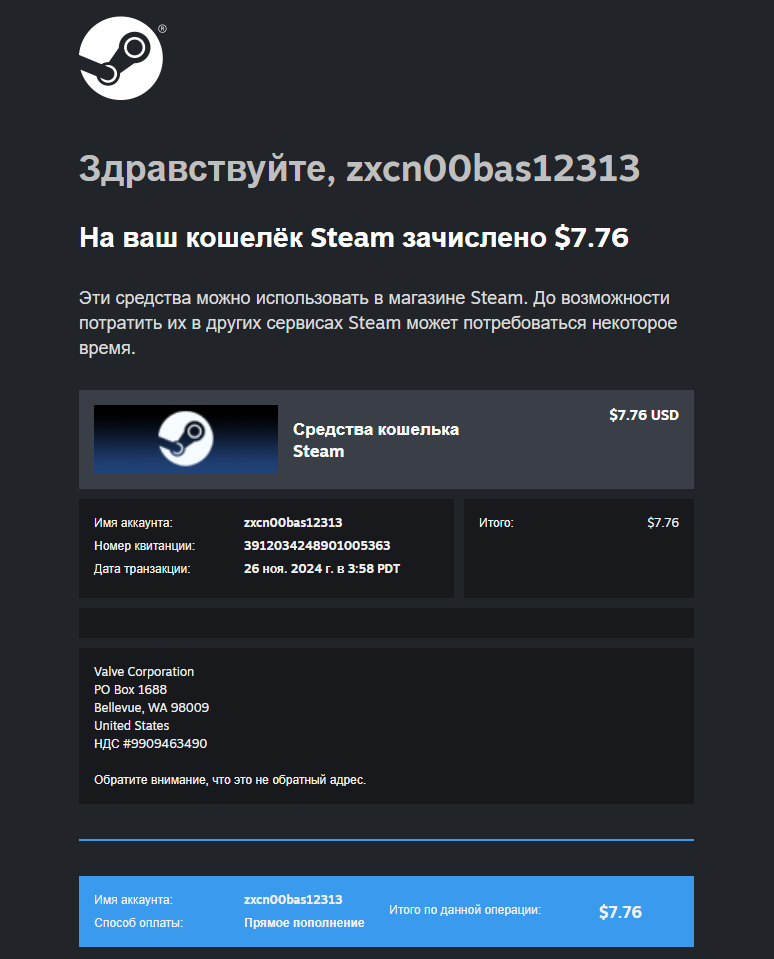 ®
Здравствуйте, zxcn00bas12313
На ваш кошелёк Steam зачислено $7.76
Эти средства можно использовать в магазине Steam. До возможности
потратить их в других сервисах Steam может потребоваться некоторое
время.
Средства кошелька
Steam
$7.76 USD
Имя аккаунта: zxcn00bas12313
Номер квитанции: 3912034248901005363
Дата транзакции: 26 ноя. 2024 г. в 3:58 PDT
Итого: $7.76
Valve Corporation
PO Box 1688
Bellevue, WA 98009
United States
НДС #9909463490
Обратите внимание, что это не обратный адрес.
Имя аккаунта: zxcn00bas12313
Способ оплаты: Прямое пополнение
Итого по данной операции: $7.76